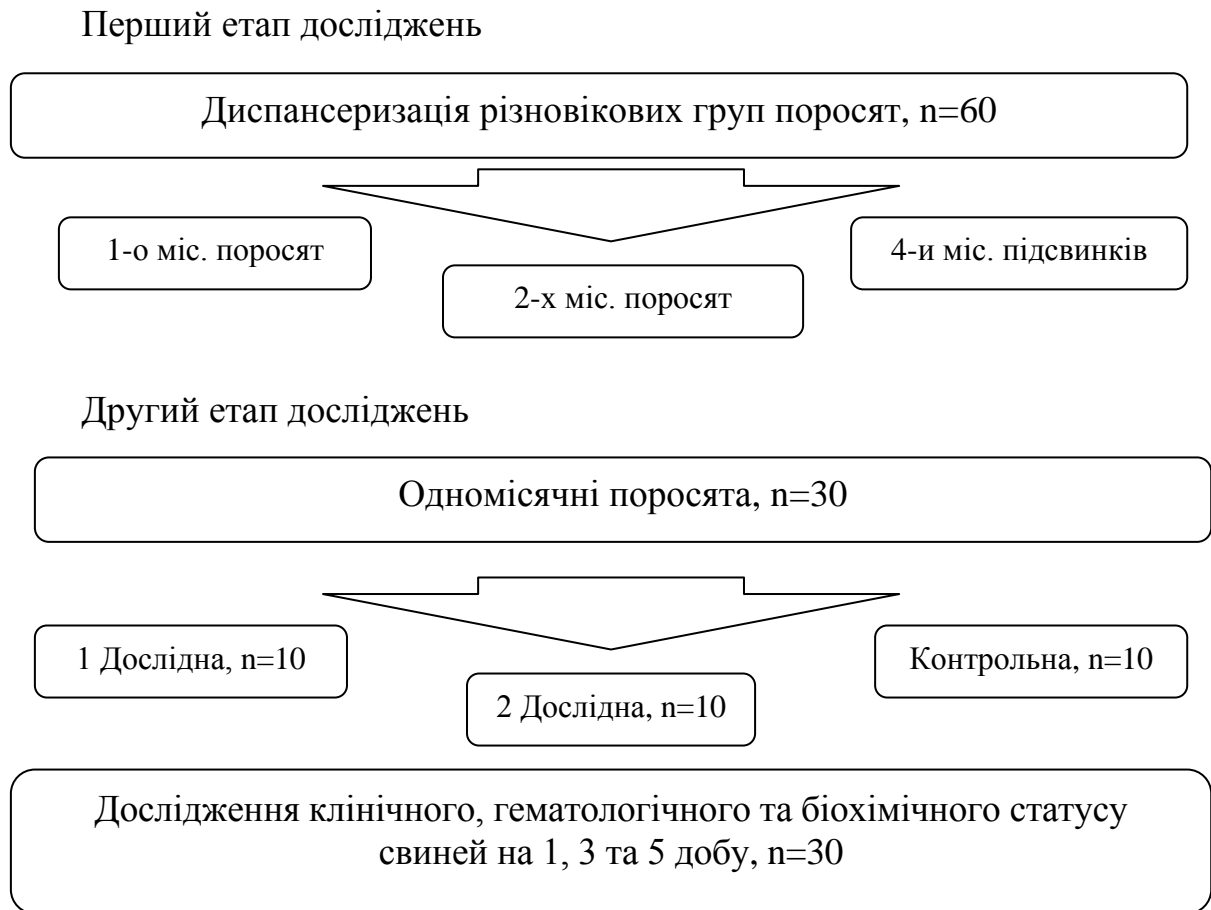 Перший етап досліджень
Диспансеризація різновікових груп поросят, n=60
1-о міс. поросят
4-и міс. підсвинків
2-х міс. поросят
Другий етап досліджень
Одномісячні поросята, n=30
1 Дослідна, n=10
Контрольна, n=10
2 Дослідна, n=10
Дослідження клінічного, гематологічного та біохімічного статусу
свиней на 1, 3 та 5 добу, n=30